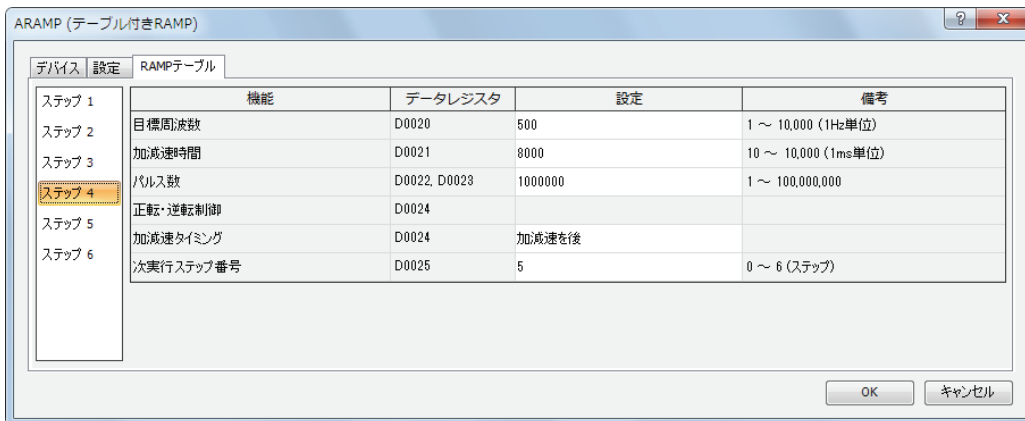 ARAMP (テーブル付きRAMP)
デバイス 設定 RAMPテーブル
ステップ 1
ステップ 2
ステップ 3
ステップ 4
ステップ 5
ステップ 6
機能 データレジスタ 設定 備考
目標周波数 D0020 500 1 ～ 10,000 (1Hz単位)
加減速時間 D0021 8000 10 ～ 10,000 (1ms単位)
パルス数 D0022, D0023 1000000 1 ～ 100,000,000
正転・逆転制御 D0024
加減速タイミング D0024 加減速を後
次実行ステップ番号 D0025 5 0 ～ 6 (ステップ)
OK キャンセル